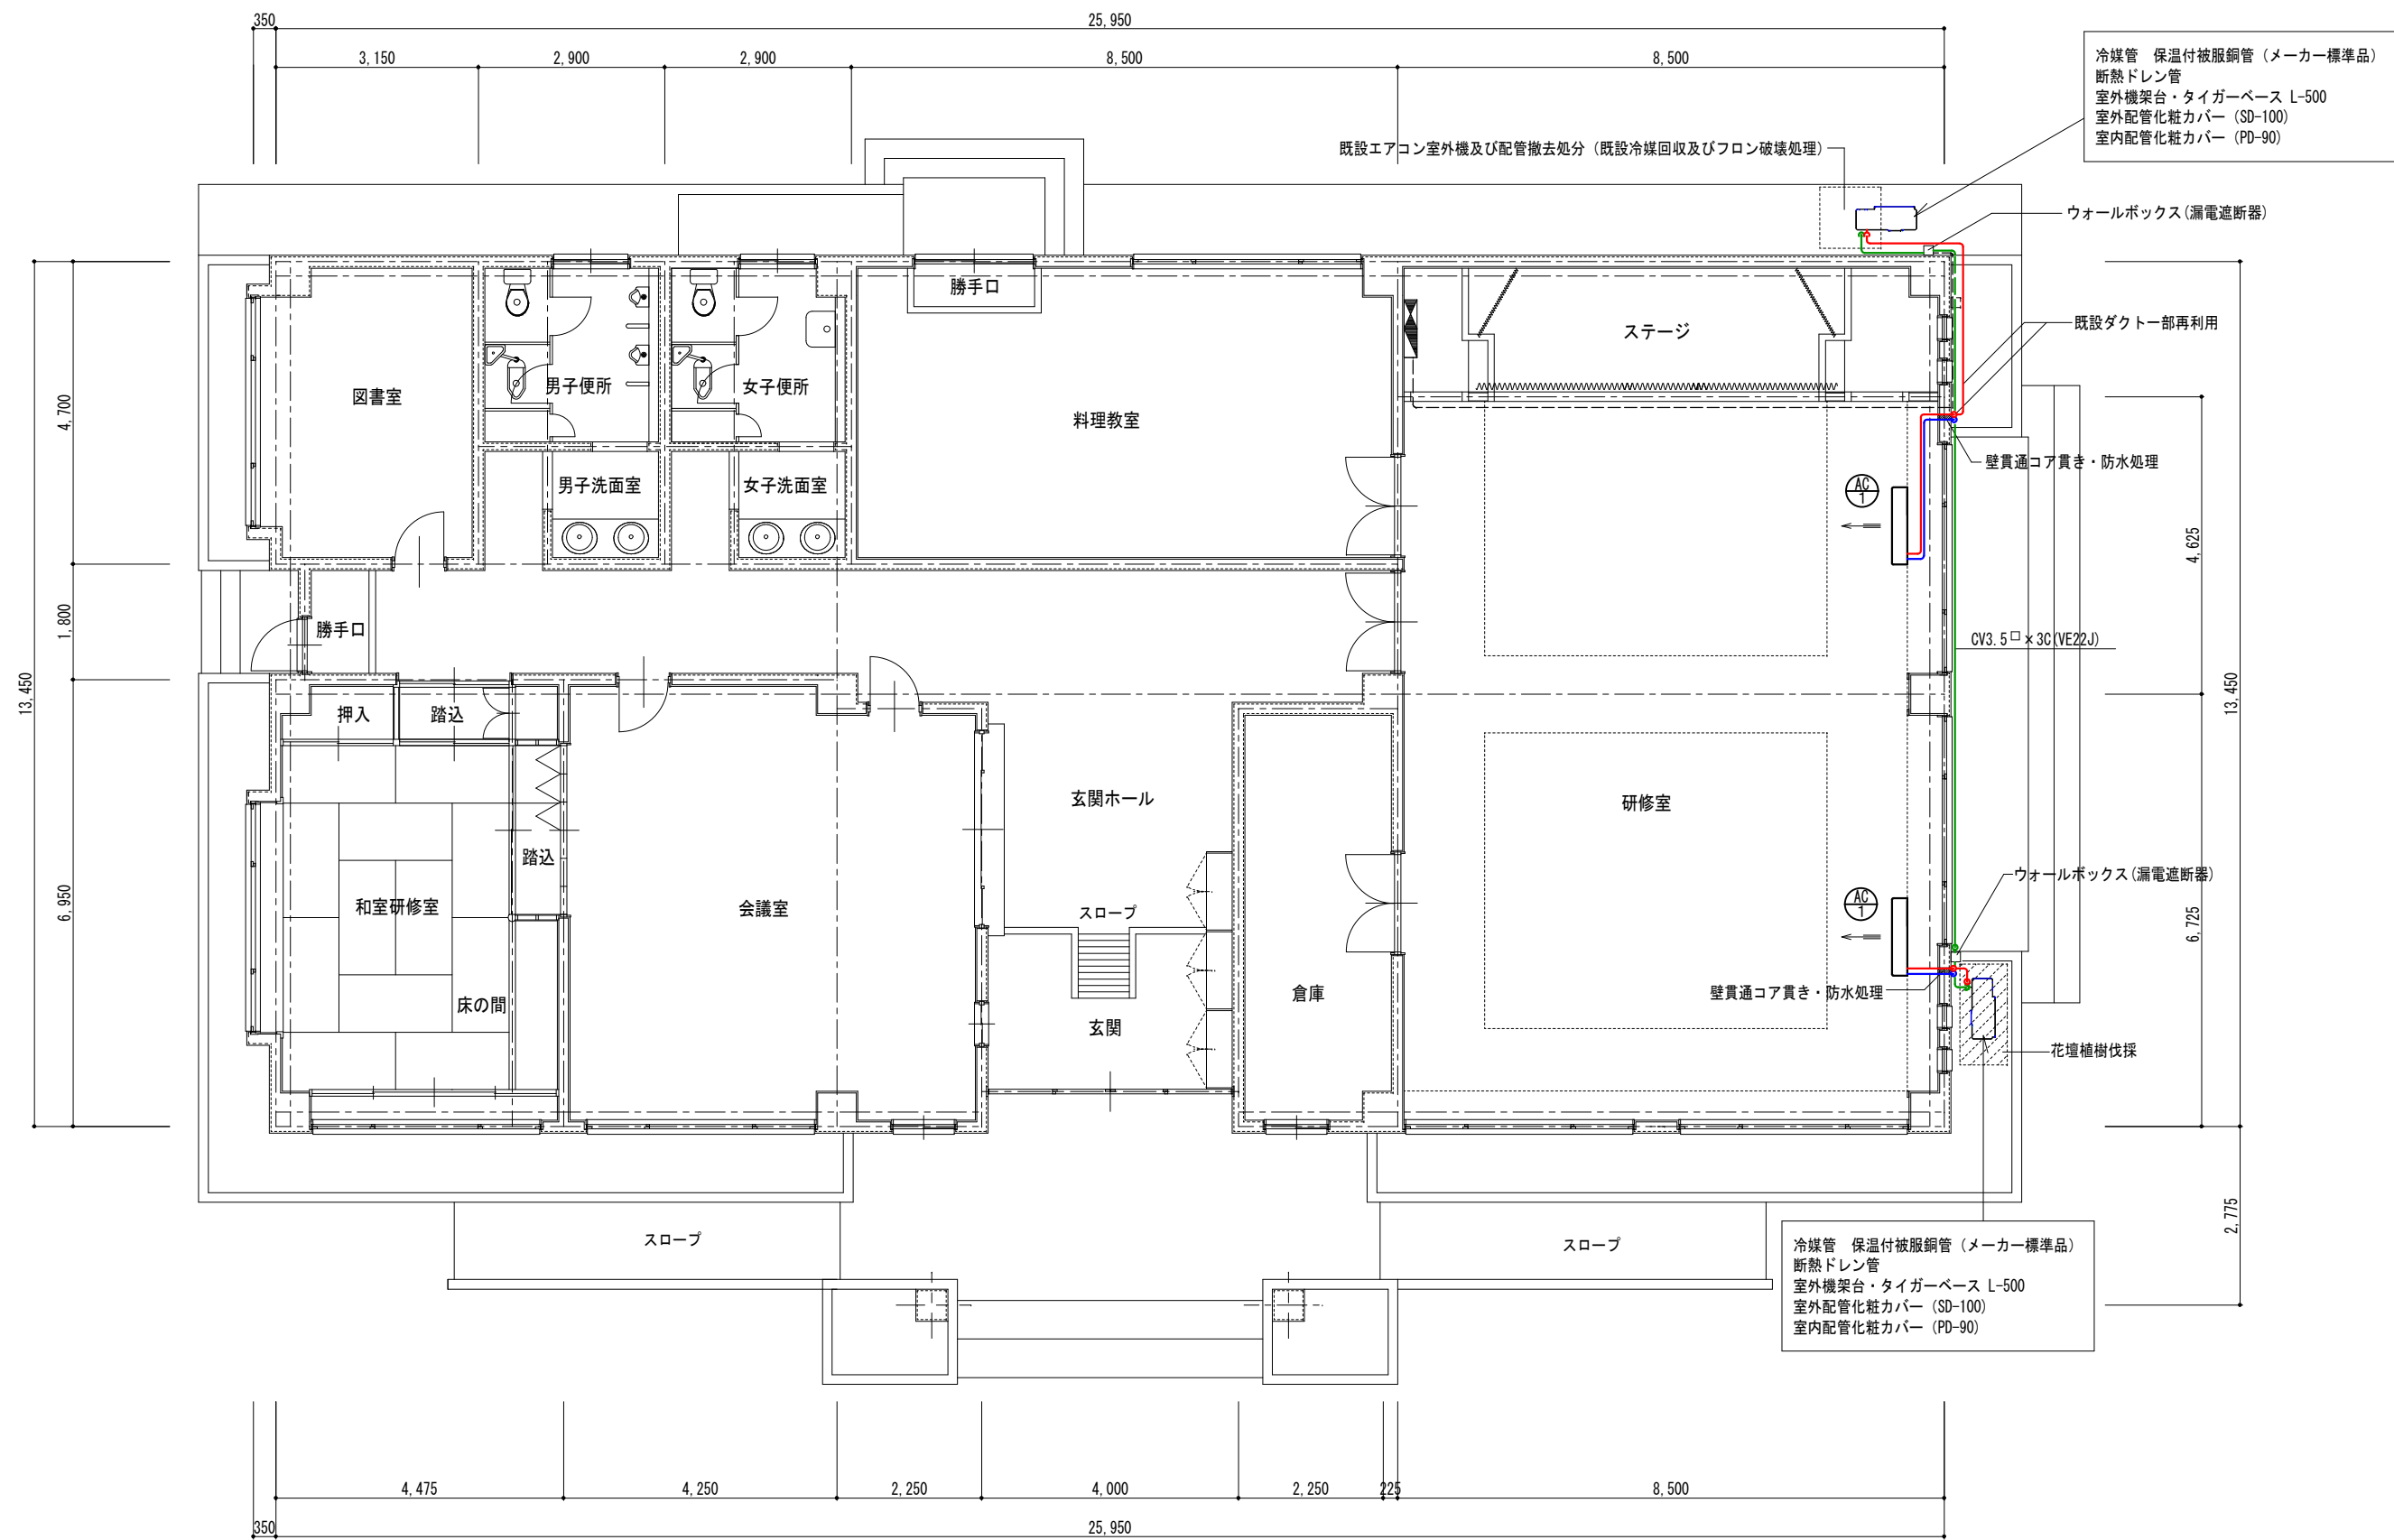 350
25,950
3,150
2,900
2,900
8,500
8,500
冷媒管　保温付被服銅管（メーカー標準品）
断熱ドレン管
室外機架台・タイガーベース L-500
室外配管化粧カバー（SD-100）
室内配管化粧カバー（PD-90）
既設エアコン室外機及び配管撤去処分（既設冷媒回収及びフロン破壊処理）
ウォールボックス(漏電遮断器)
勝手口
ステージ
既設ダクト一部再利用
図書室
男子便所
女子便所
料理教室
4,700
4,625
男子洗面室
女子洗面室
壁貫通コア貫き・防水処理
AC
1
勝手口
1,800
CV3.5□×3C(VE22J)
13,450
13,450
押入
踏込
玄関ホール
研修室
踏込
和室研修室
会議室
スロープ
6,950
6,725
ウォールボックス(漏電遮断器)
AC
1
床の間
倉庫
壁貫通コア貫き・防水処理
玄関
花壇植樹伐採
2,775
スロープ
スロープ
冷媒管　保温付被服銅管（メーカー標準品）
断熱ドレン管
室外機架台・タイガーベース L-500
室外配管化粧カバー（SD-100）
室内配管化粧カバー（PD-90）
4,475
4,250
2,250
4,000
2,250
225
8,500
350
25,950